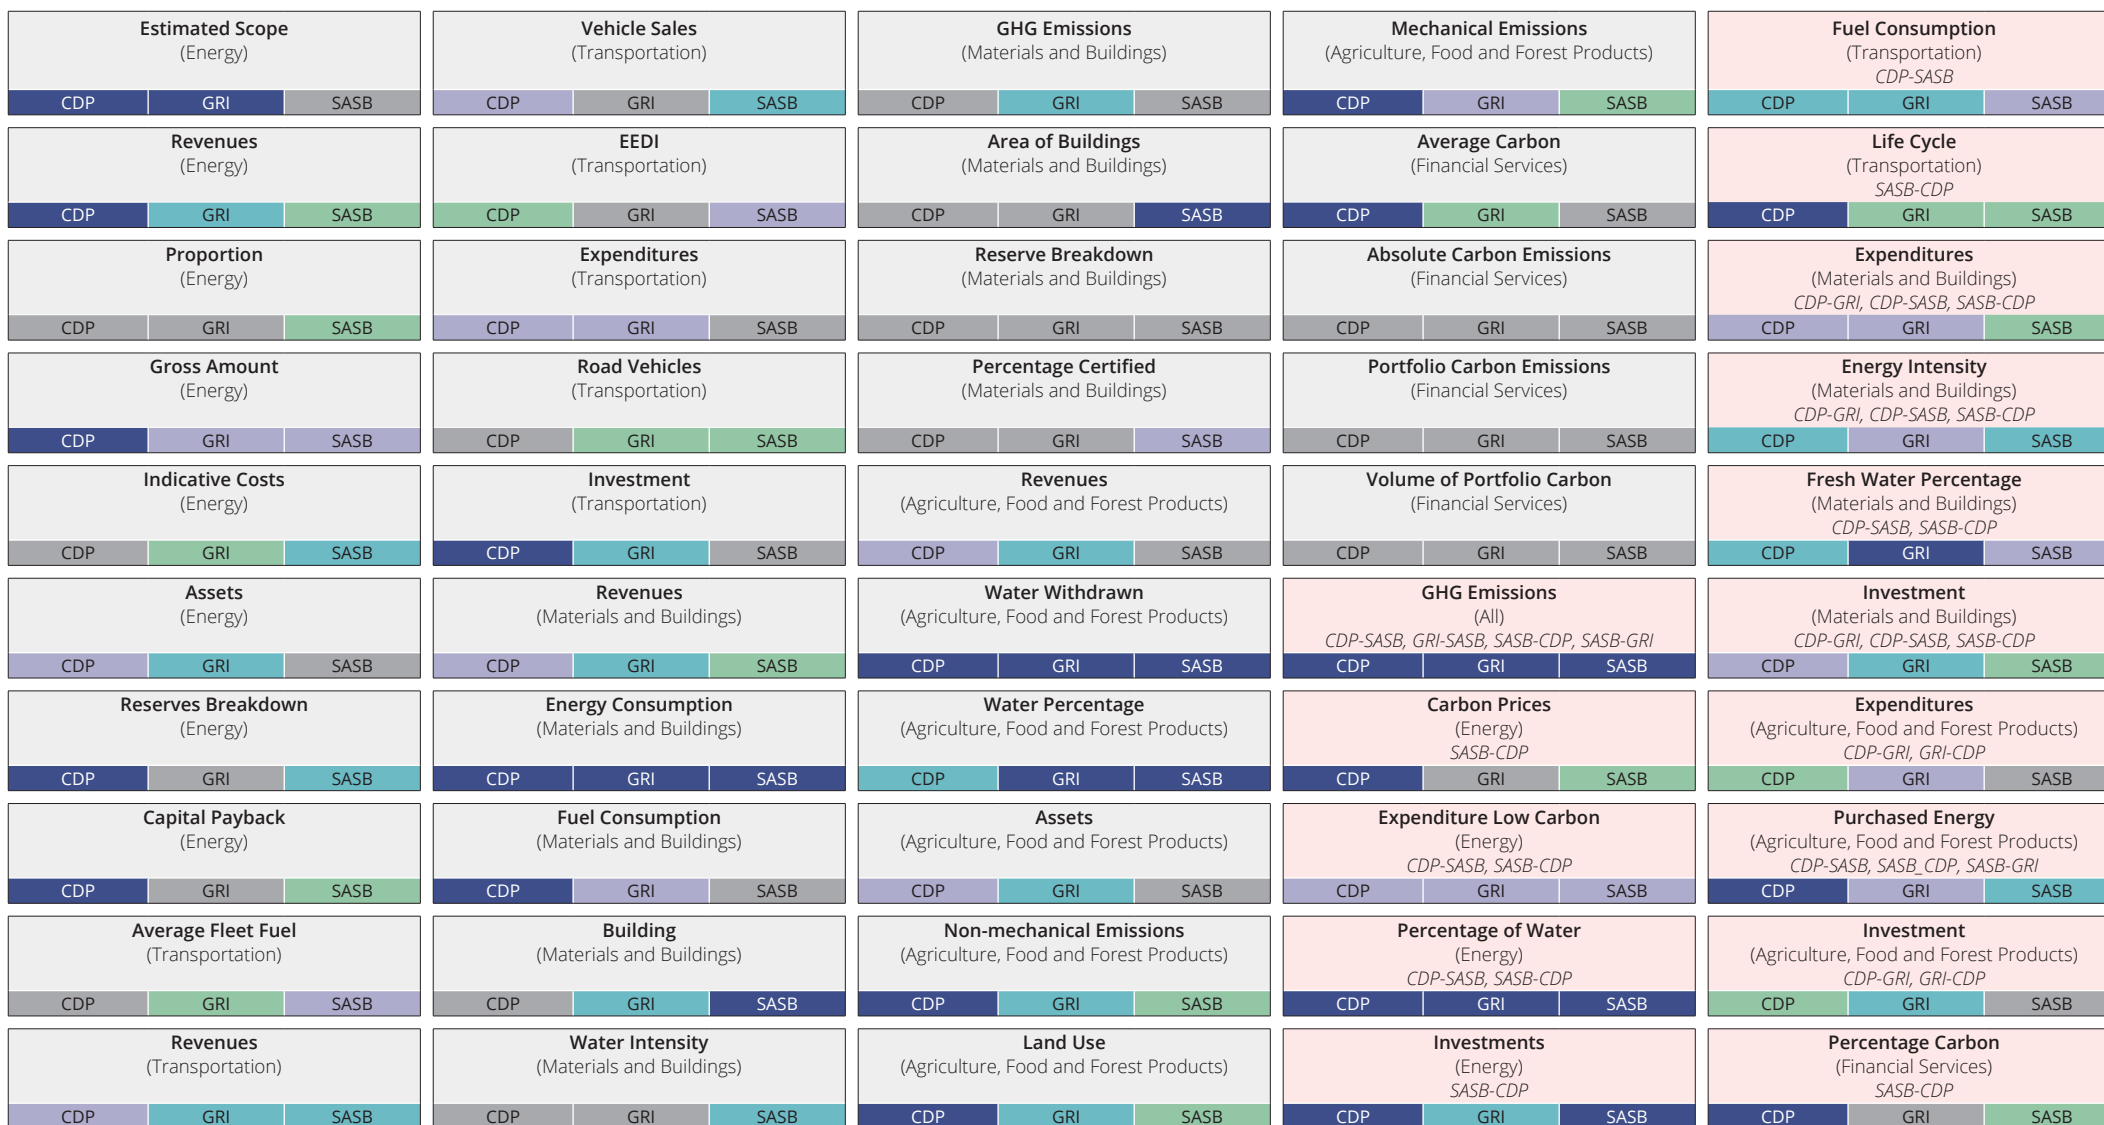 Estimated Scope
(Energy)
CDP GRI SASB
Revenues
(Energy)
CDP GRI SASB
Proportion
(Energy)
CDP GRI SASB
Gross Amount
(Energy)
CDP GRI SASB
Indicative Costs
(Energy)
CDP GRI SASB
Assets
(Energy)
CDP GRI SASB
Reserves Breakdown
(Energy)
CDP GRI SASB
Capital Payback
(Energy)
CDP GRI SASB
Average Fleet Fuel
(Transportation)
CDP GRI SASB
Revenues
(Transportation)
CDP GRI SASB
Vehicle Sales
(Transportation)
CDP GRI SASB
EEDI
(Transportation)
CDP GRI SASB
Expenditures
(Transportation)
CDP GRI SASB
Road Vehicles
(Transportation)
CDP GRI SASB
Investment
(Transportation)
CDP GRI SASB
Revenues
(Materials and Buildings)
CDP GRI SASB
Energy Consumption
(Materials and Buildings)
CDP GRI SASB
Fuel Consumption
(Materials and Buildings)
CDP GRI SASB
Building
(Materials and Buildings)
CDP GRI SASB
Water Intensity
(Materials and Buildings)
CDP GRI SASB
GHG Emissions
(Materials and Buildings)
CDP GRI SASB
Area of Buildings
(Materials and Buildings)
CDP GRI SASB
Reserve Breakdown
(Materials and Buildings)
CDP GRI SASB
Percentage Certified
(Materials and Buildings)
CDP GRI SASB
Revenues
(Agriculture, Food and Forest Products)
CDP GRI SASB
Water Withdrawn
(Agriculture, Food and Forest Products)
CDP GRI SASB
Water Percentage
(Agriculture, Food and Forest Products)
CDP GRI SASB
Assets
(Agriculture, Food and Forest Products)
CDP GRI SASB
Non-mechanical Emissions
(Agriculture, Food and Forest Products)
CDP GRI SASB
Land Use
(Agriculture, Food and Forest Products)
CDP GRI SASB
Mechanical Emissions
(Agriculture, Food and Forest Products)
CDP GRI SASB
Average Carbon
(Financial Services)
CDP GRI SASB
Absolute Carbon Emissions
(Financial Services)
CDP GRI SASB
Portfolio Carbon Emissions
(Financial Services)
CDP GRI SASB
Volume of Portfolio Carbon
(Financial Services)
CDP GRI SASB
GHG Emissions
(All)
CDP-SASB, GRI-SASB, SASB-CDP, SASB-GRI
CDP GRI SASB
Carbon Prices
(Energy)
SASB-CDP
CDP GRI SASB
Expenditure Low Carbon
(Energy)
CDP-SASB, SASB-CDP
CDP GRI SASB
Percentage of Water
(Energy)
CDP-SASB, SASB-CDP
CDP GRI SASB
Investments
(Energy)
SASB-CDP
CDP GRI SASB
Fuel Consumption
(Transportation)
CDP-SASB
CDP GRI SASB
Life Cycle
(Transportation)
SASB-CDP
CDP GRI SASB
Expenditures
(Materials and Buildings)
CDP-GRI, CDP-SASB, SASB-CDP
CDP GRI SASB
Energy Intensity
(Materials and Buildings)
CDP-GRI, CDP-SASB, SASB-CDP
CDP GRI SASB
Fresh Water Percentage
(Materials and Buildings)
CDP-SASB, SASB-CDP
CDP GRI SASB
Investment
(Materials and Buildings)
CDP-GRI, CDP-SASB, SASB-CDP
CDP GRI SASB
Expenditures
(Agriculture, Food and Forest Products)
CDP-GRI, GRI-CDP
CDP GRI SASB
Purchased Energy
(Agriculture, Food and Forest Products)
CDP-SASB, SASB_CDP, SASB-GRI
CDP GRI SASB
Investment
(Agriculture, Food and Forest Products)
CDP-GRI, GRI-CDP
CDP GRI SASB
Percentage Carbon
(Financial Services)
SASB-CDP
CDP GRI SASB